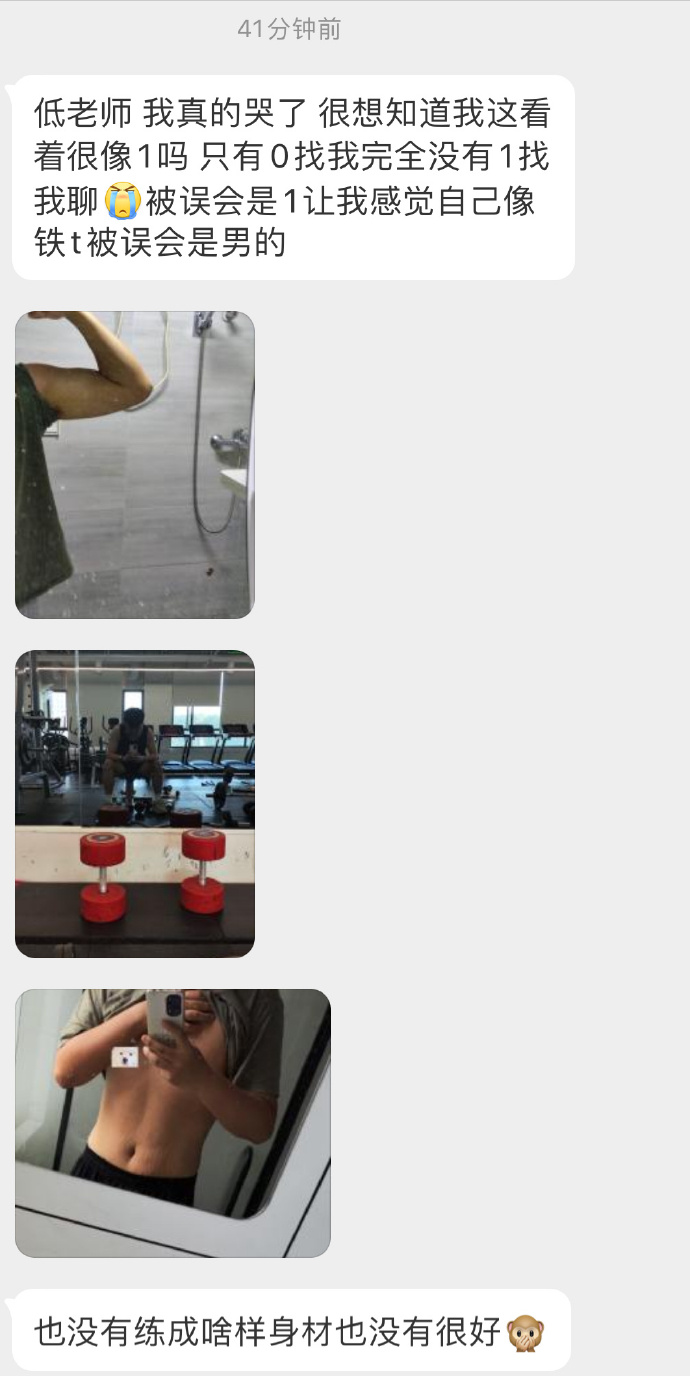 41分钟前
低老师 我真的哭了 很想知道我这看
着很像1吗 只有0找我完全没有1找
我聊😭被误会是1让我感觉自己像
铁t被误会是男的
也没有练成啥样身材也没有很好🙊